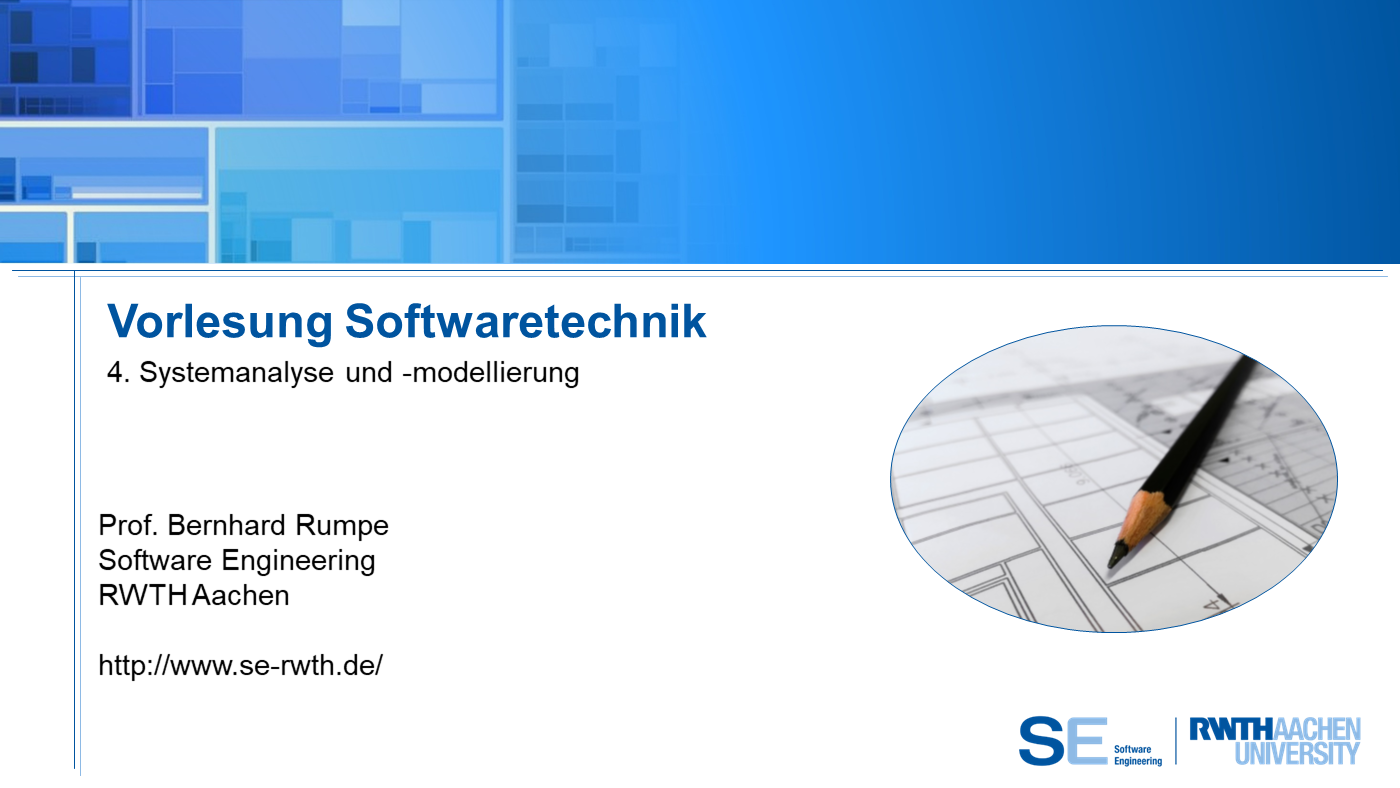 Vorlesung Softwaretechnik
4. Systemanalyse und -modellierung
Prof. Bernhard Rumpe
Software Engineering
RWTH Aachen
http://www.se-rwth.de/
SE Software
Engineering
RWTHAACHEN
UNIVERSITY